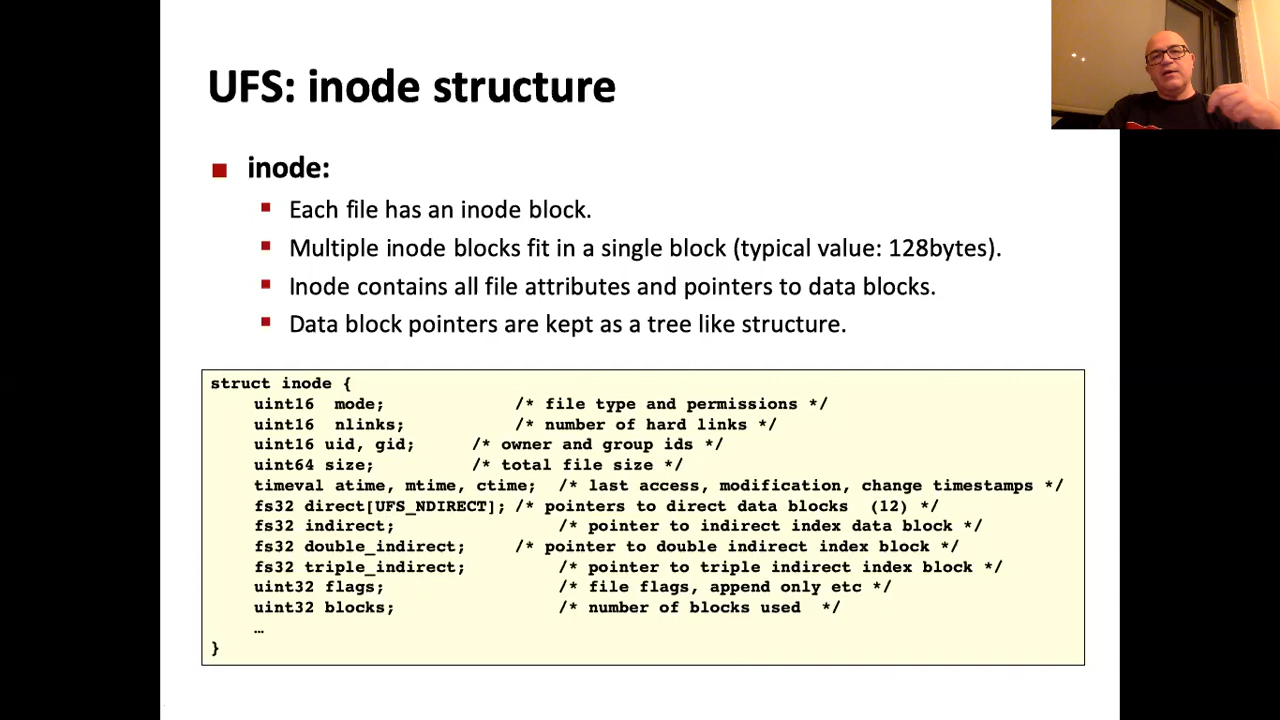 UFS: inode structure
inode:
Each file has an inode block.
Multiple inode blocks fit in a single block (typical value: 128bytes).
Inode contains all file attributes and pointers to data blocks.
Data block pointers are kept as a tree like structure.
struct inode {
uint16 mode; /* file type and permissions */
uint16 nlinks; /* number of hard links */
uint16 uid, gid; /* owner and group ids */
uint64 size; /* total file size */
timeval atime, mtime, ctime; /* last access, modification, change timestamps */
fs32 direct[UFS_NDIRECT]; /* pointers to direct data blocks (12) */
fs32 indirect; /* pointer to indirect index data block */
fs32 double_indirect; /* pointer to double indirect index block */
fs32 triple_indirect; /* pointer to triple indirect index block */
uint32 flags; /* file flags, append only etc */
uint32 blocks; /* number of blocks used */
…
}